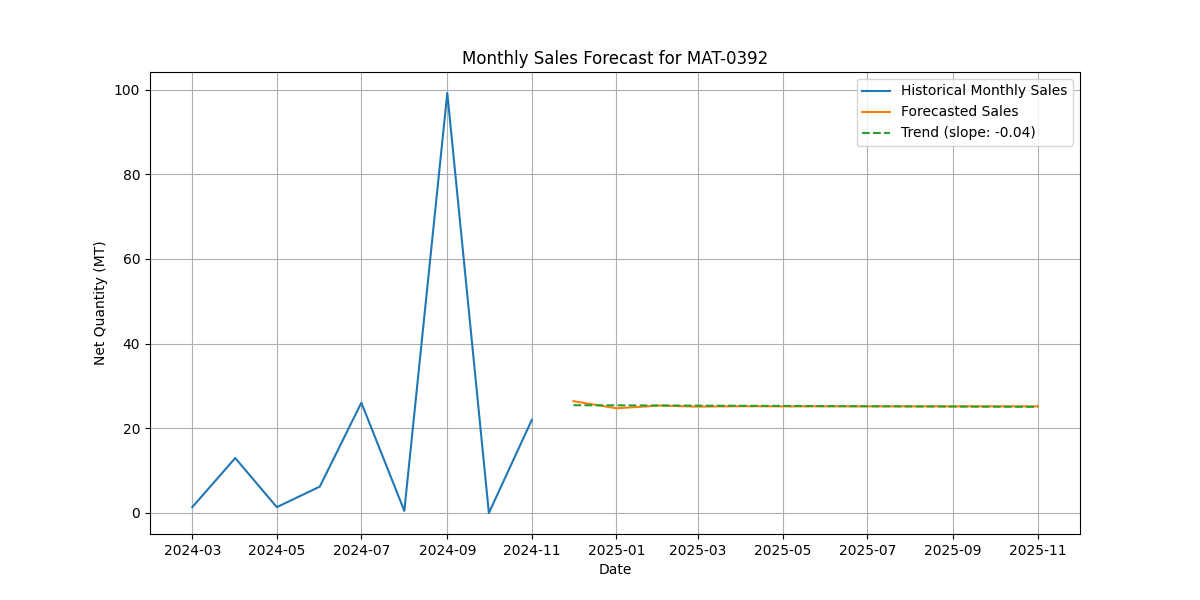 Monthly Sales Forecast for MAT-0392
Historical Monthly Sales
Forecasted Sales
Trend (slope: -0.04)
Net Quantity (MT)
100
80
60
40
20
0
2024-03 2024-05 2024-07 2024-09 2024-11 2025-01 2025-03 2025-05 2025-07 2025-09 2025-11
Date